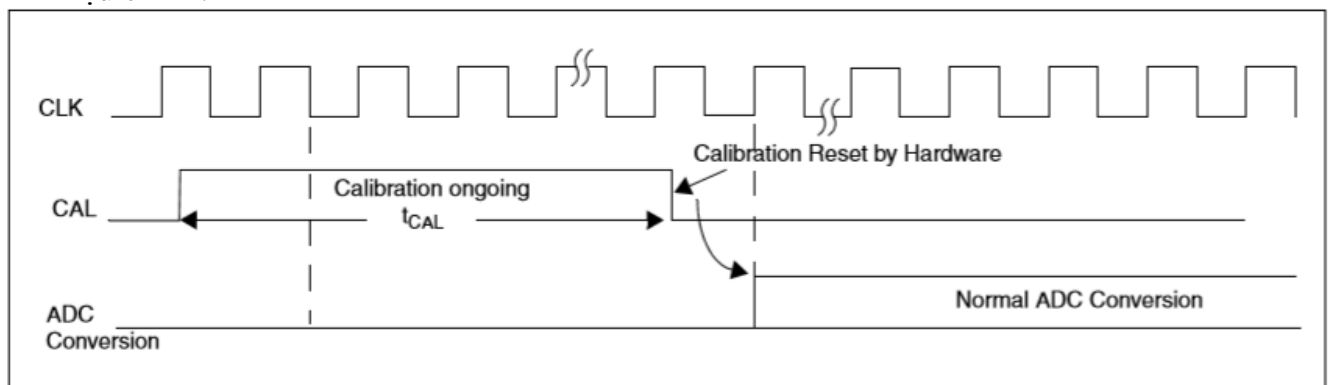 CLK
Calibration Reset by Hardware
Calibration ongoing
CAL
tCAL
Normal ADC Conversion
ADC
Conversion